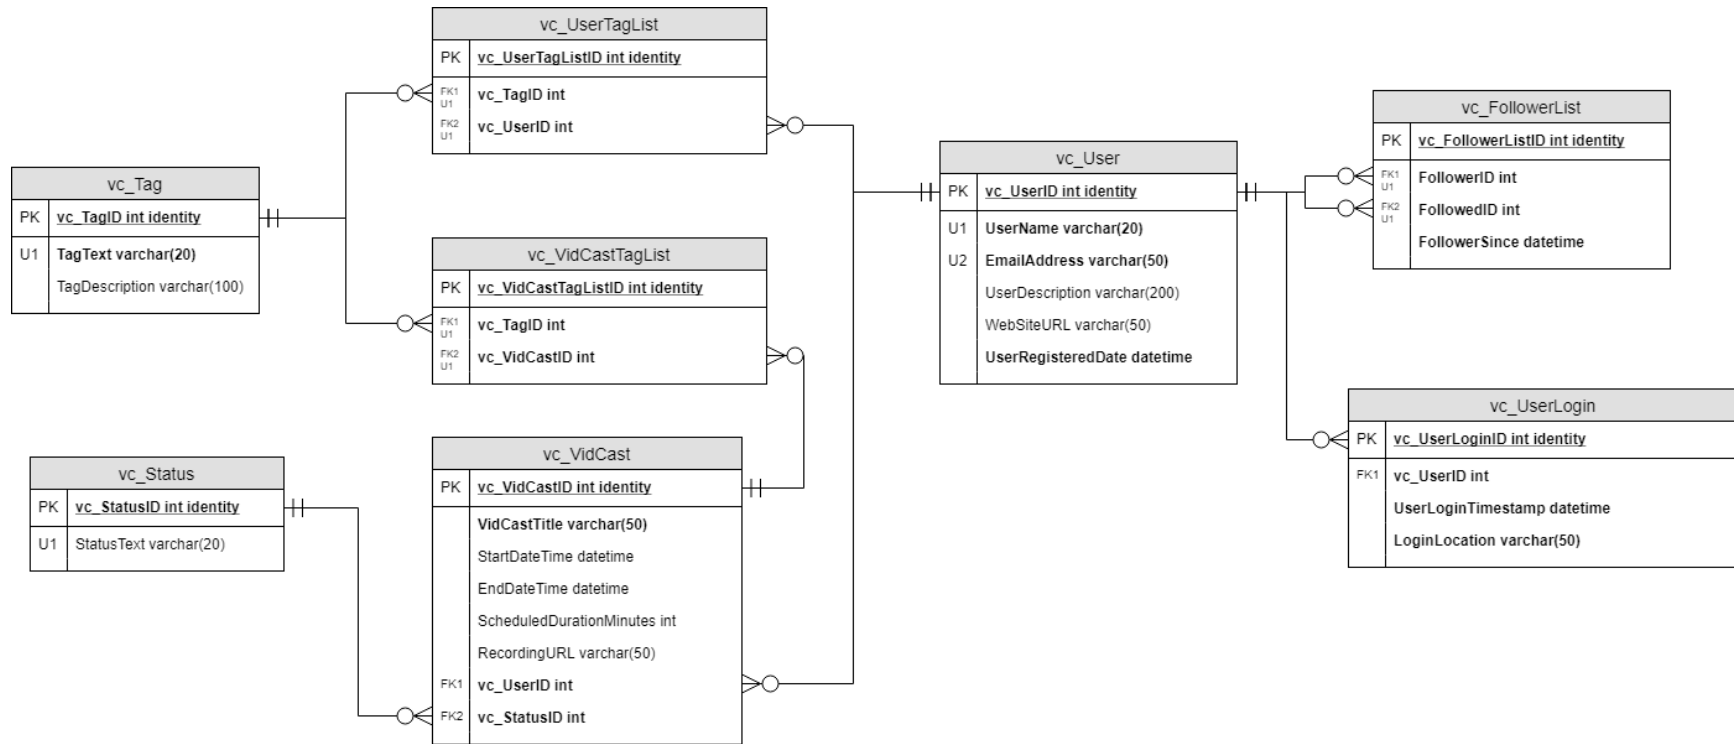 vc_UserTagList
PK vc_UserTagListID int identity
FK1 U1 vc_TagID int
FK2 U1 vc_UserID int
vc_Tag
PK vc_TagID int identity
U1 TagText varchar(20)
TagDescription varchar(100)
vc_VidCastTagList
PK vc_VidCastTagListID int identity
FK1 U1 vc_TagID int
FK2 U1 vc_VidCastID int
vc_Status
PK vc_StatusID int identity
U1 StatusText varchar(20)
vc_VidCast
PK vc_VidCastID int identity
VidCastTitle varchar(50)
StartDateTime datetime
EndDateTime datetime
ScheduledDurationMinutes int
RecordingURL varchar(50)
FK1 vc_UserID int
FK2 vc_StatusID int
vc_User
PK vc_UserID int identity
U1 UserName varchar(20)
U2 EmailAddress varchar(50)
UserDescription varchar(200)
WebSiteURL varchar(50)
UserRegisteredDate datetime
vc_FollowerList
PK vc_FollowerListID int identity
FK1 U1 FollowerID int
FK2 U1 FollowedID int
FollowerSince datetime
vc_UserLogin
PK vc_UserLoginID int identity
FK1 vc_UserID int
UserLoginTimestamp datetime
LoginLocation varchar(50)